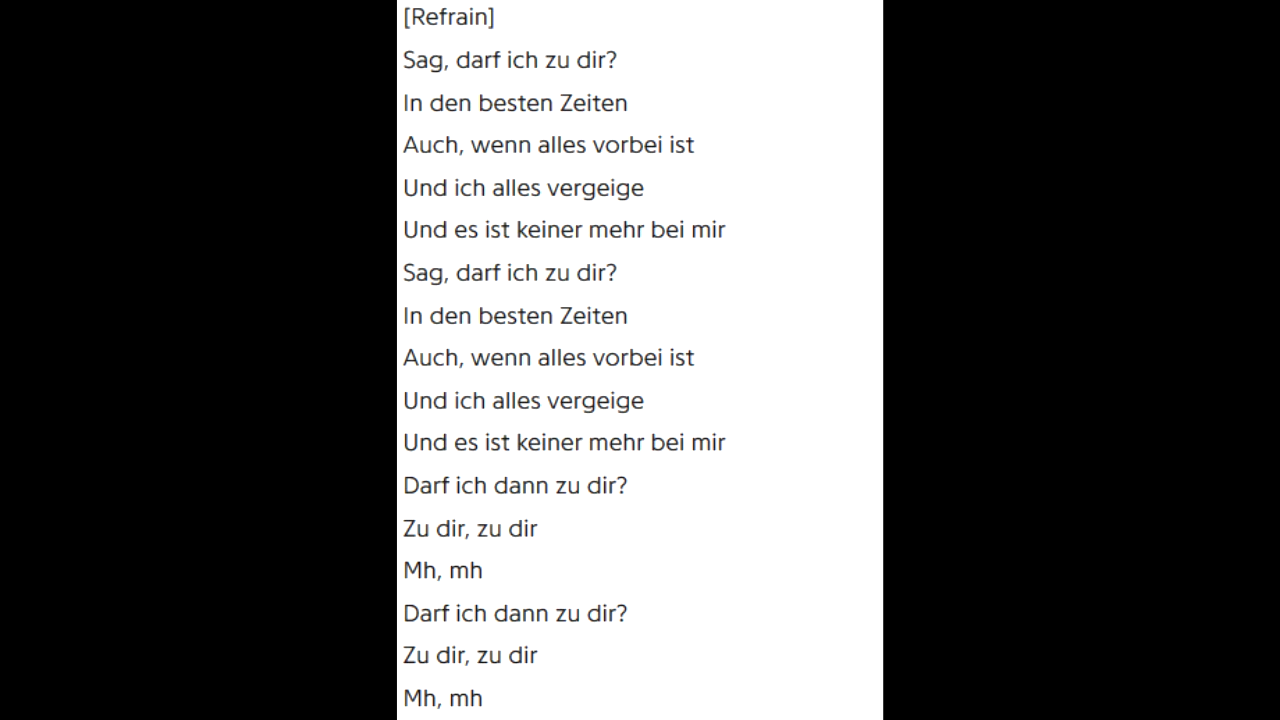 [Refrain]
Sag, darf ich zu dir?
In den besten Zeiten
Auch, wenn alles vorbei ist
Und ich alles vergeige
Und es ist keiner mehr bei mir
Sag, darf ich zu dir?
In den besten Zeiten
Auch, wenn alles vorbei ist
Und ich alles vergeige
Und es ist keiner mehr bei mir
Darf ich dann zu dir?
Zu dir, zu dir
Mh, mh
Darf ich dann zu dir?
Zu dir, zu dir
Mh, mh